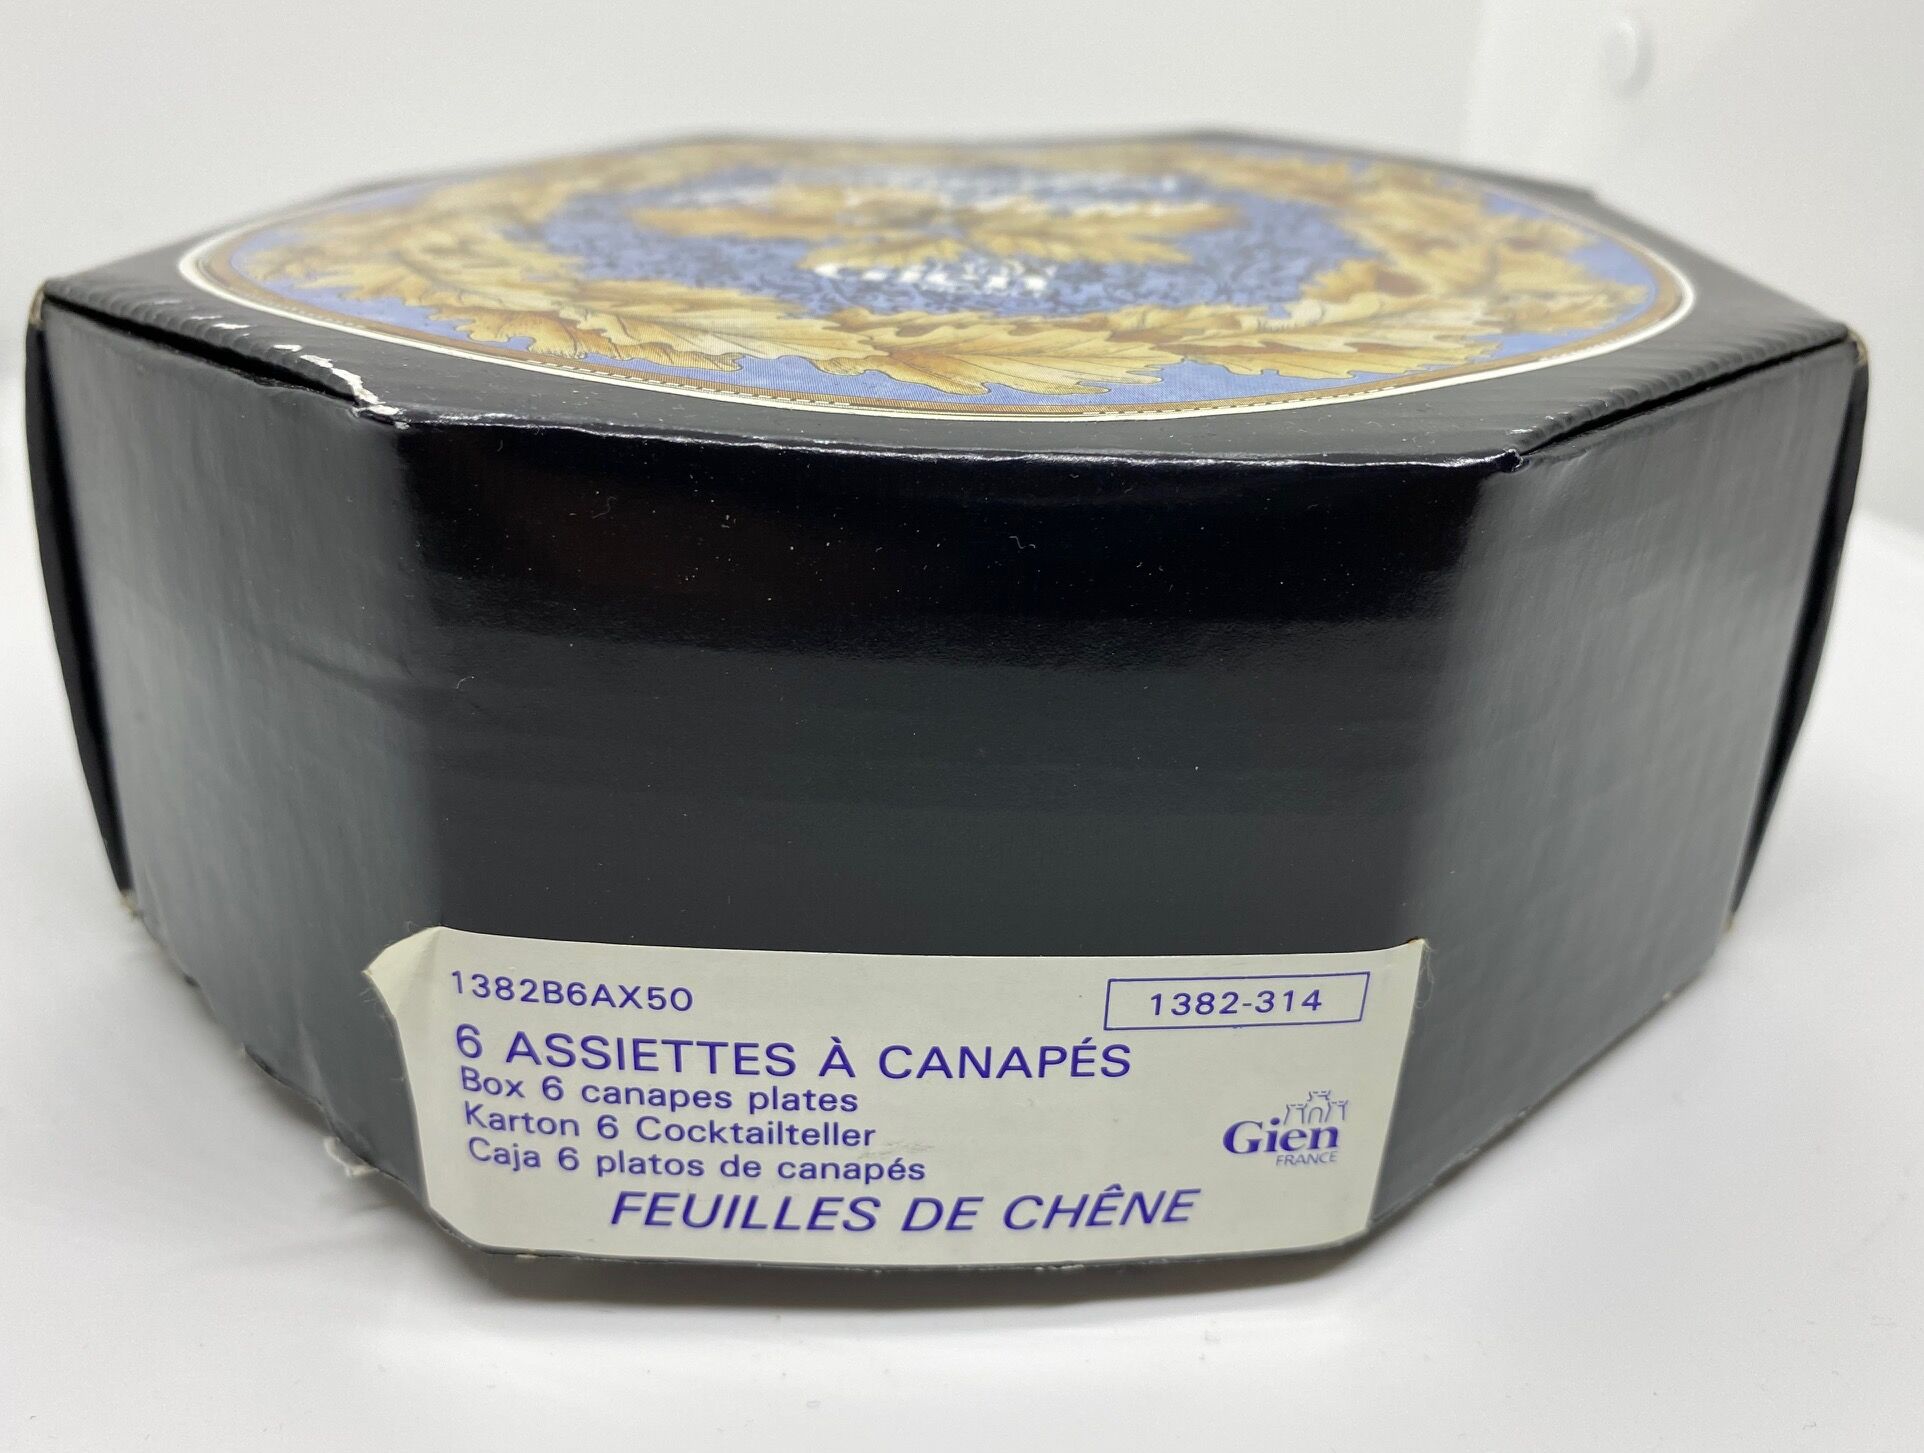 1382B6AX50
1382-314
6 ASSIETTES À CANAPÉS
Box 6 canapes plates
Karton 6 Cocktailteller
Caja 6 platos de canapés
Gien
FRANCE
FEUILLES DE CHÊNE